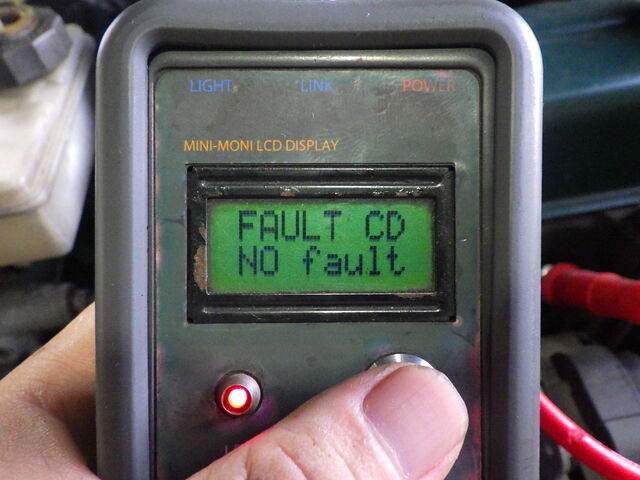 LIGHT LINK POWER
MINI-MONI LCD DISPLAY
FAULT CD
NO fault